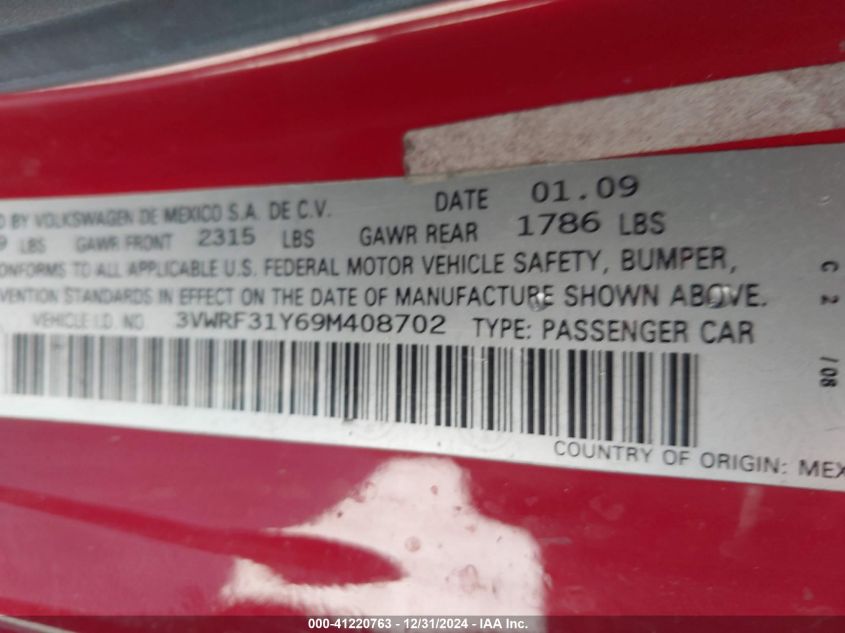 D BY VOLKSWAGEN DE MEXICO S.A. DE C.V. DATE 01.09
9 LBS GAWR FRONT 2315 LBS GAWR REAR 1786 LBS
CONFORMS TO ALL APPLICABLE U.S. FEDERAL MOTOR VEHICLE SAFETY, BUMPER,
VENTION STANDARDS IN EFFECT ON THE DATE OF MANUFACTURE SHOWN ABOVE.
VEHICLE I.D. NO. 3VWRF31Y69M408702 TYPE: PASSENGER CAR
COUNTRY OF ORIGIN: MEX
C 2 /08
000-41220763 - 12/31/2024 - IAA Inc.